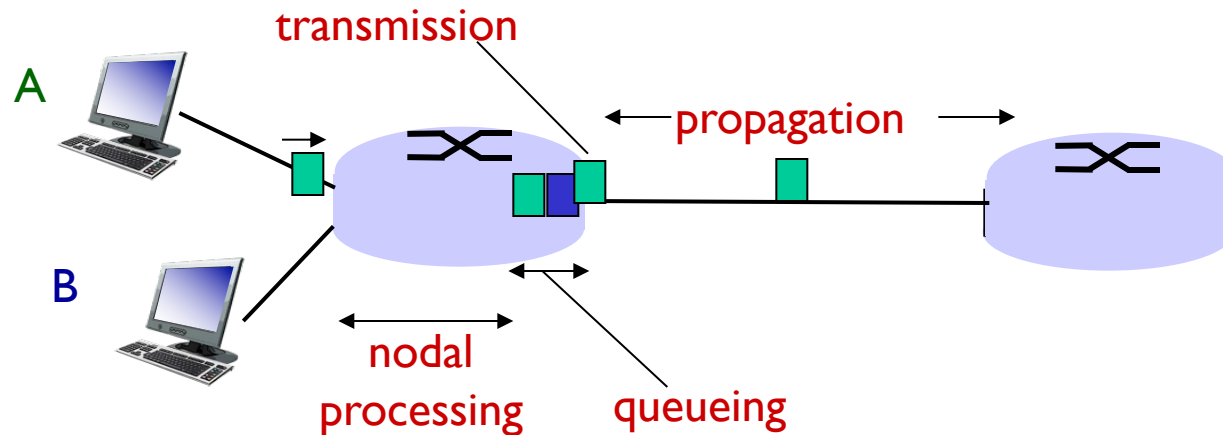 transmission
A
propagation
B
nodal
processing
queueing